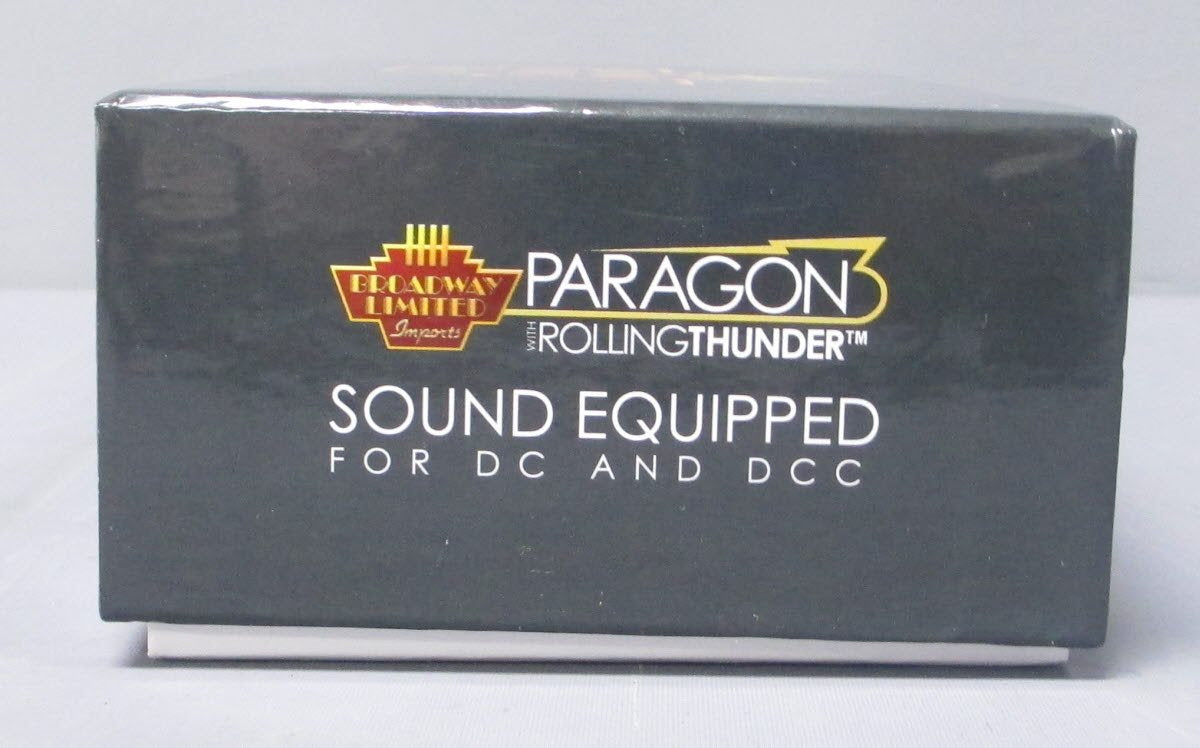 BROADWAY
LIMITED
Imports
PARAGON3
WITH ROLLINGTHUNDER™
SOUND EQUIPPED
FOR DC AND DCC